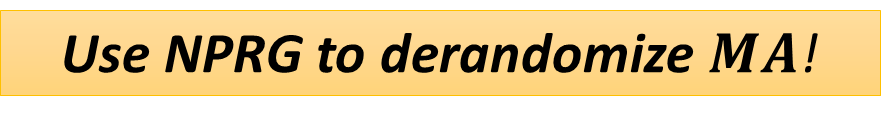 Use NPRG to derandomize MA!